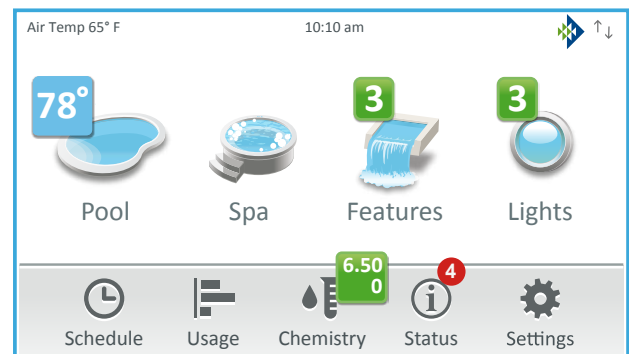 Air Temp 65° F 10:10 am
78° 3 3
Pool Spa Features Lights
6.50
0
4
i
Schedule Usage Chemistry Status Settings